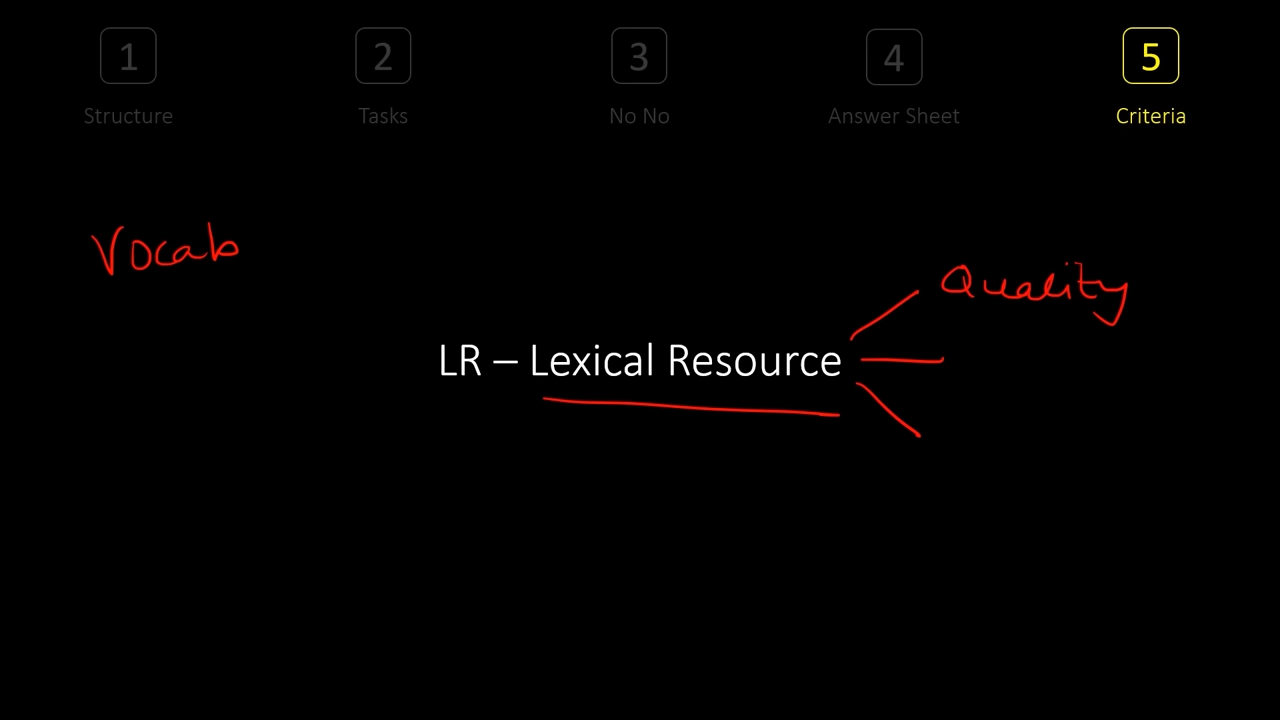 1 2 3 4 5
Structure Tasks No No Answer Sheet Criteria
Vocab
Quality
LR – Lexical Resource